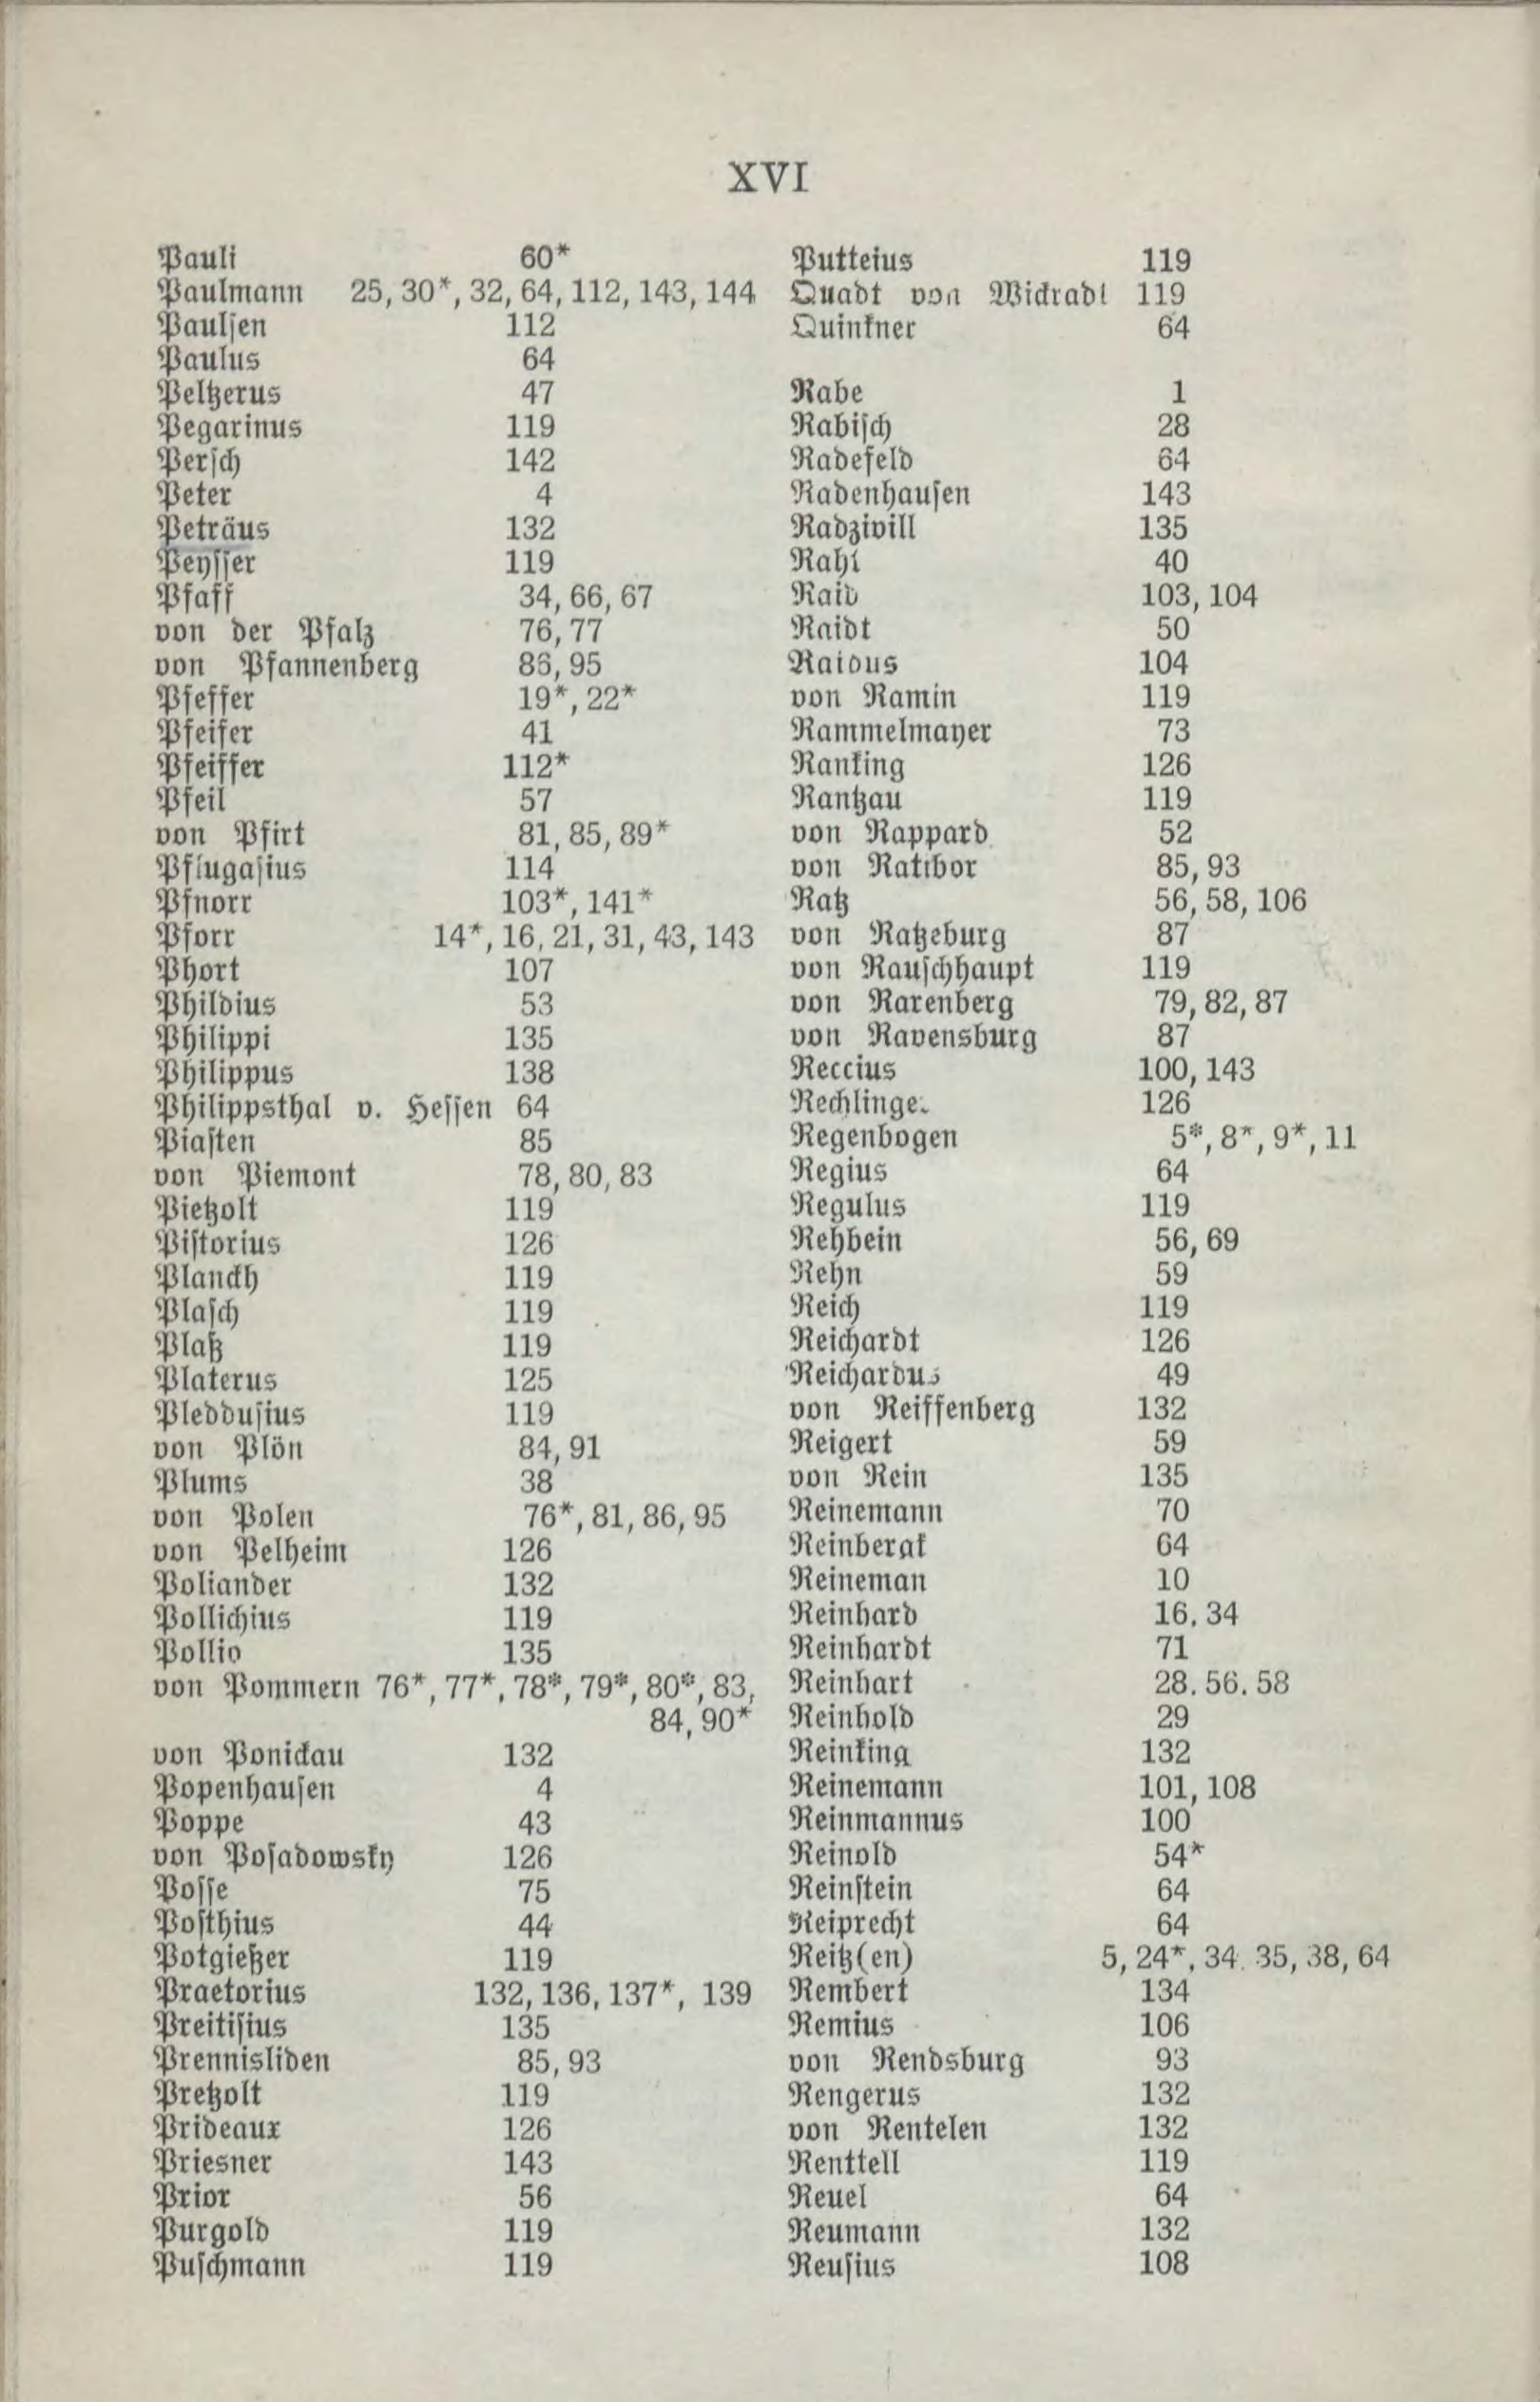 XVI
Pauli 60*
Paulmann 25, 30*, 32, 64, 112, 143, 144
Paulsen 112
Paulus 64
Peltzerus 47
Pegarinus 119
Persch 142
Peter 4
Peträus 132
Peysser 119
Pfaff 34, 66, 67
von der Pfalz 76, 77
von Pfannenberg 86, 95
Pfeffer 19*, 22*
Pfeifer 41
Pfeiffer 112*
Pfeil 57
von Pfirt 81, 85, 89*
Pflugasius 114
Pfnorr 103*, 141*
Pforr 14*, 16, 21, 31, 43, 143
Phort 107
Phildius 53
Philippi 135
Philippus 138
Philippsthal v. Hessen 64
Piasten 85
von Piemont 78, 80, 83
Pietzolt 119
Pistorius 126
Planckh 119
Plasch 119
Plaß 119
Platerus 125
Pleddusius 119
von Plön 84, 91
Plums 38
von Polen 76*, 81, 86, 95
von Pelheim 126
Poliander 132
Pollichius 119
Pollio 135
von Pommern 76*, 77*, 78*, 79*, 80*, 83,
84, 90*
von Ponickau 132
Popenhausen 4
Poppe 43
von Posadowsky 126
Posse 75
Posthius 44
Potgießer 119
Praetorius 132, 136, 137*, 139
Preitisius 135
Prennisliden 85, 93
Pretzolt 119
Prideaux 126
Priesner 143
Prior 56
Purgold 119
Puschmann 119
Putteius 119
Quadt von Wickradt 119
Quinkner 64
Rabe 1
Rabisch 28
Radefeld 64
Radenhausen 143
Radzivill 135
Rahl 40
Raid 103, 104
Raidt 50
Raidus 104
von Ramin 119
Rammelmayer 73
Ranking 126
Rantzau 119
von Rappard 52
von Ratibor 85, 93
Ratz 56, 58, 106
von Ratzeburg 87
von Rauschhaupt 119
von Rarenberg 79, 82, 87
von Ravensburg 87
Reccius 100, 143
Rechlinge. 126
Regenbogen 5*, 8*, 9*, 11
Regius 64
Regulus 119
Rehbein 56, 69
Rehn 59
Reich 119
Reichardt 126
Reichardus 49
von Reiffenberg 132
Reigert 59
von Rein 135
Reinemann 70
Reinbergk 64
Reineman 10
Reinhard 16, 34
Reinhardt 71
Reinhart 28. 56. 58
Reinhold 29
Reinking 132
Reinemann 101, 108
Reinmannus 100
Reinold 54*
Reinstein 64
Reiprecht 64
Reitz(en) 5, 24*, 34. 35, 38, 64
Rembert 134
Remius 106
von Rendsburg 93
Rengerus 132
von Rentelen 132
Renttell 119
Reuel 64
Reumann 132
Reusius 108